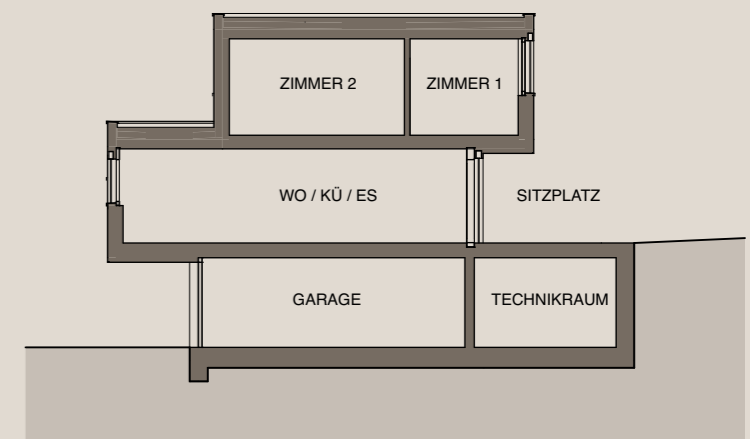 ZIMMER 2
ZIMMER 1
WO / KÜ / ES
SITZPLATZ
GARAGE
TECHNIKRAUM